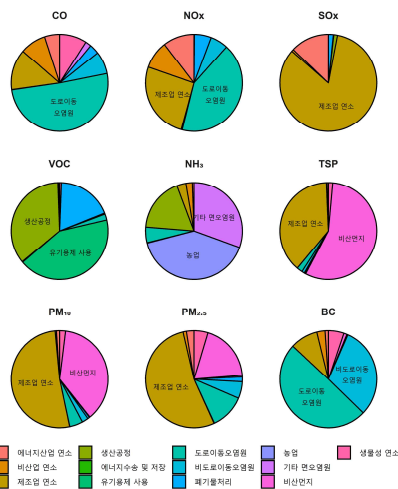 CO NOx SOx
도로이동
오염원
제조업 연소
도로이동
오염원
제조업 연소
VOC NH₃ TSP
생산공정
유기용제 사용
기타 면오염원
농업
제조업 연소
비산먼지
PM₁₀ PM₂.₅ BC
제조업 연소
비산먼지
제조업 연소
비도로이동
오염원
도로이동
오염원
에너지산업 연소 생산공정 도로이동오염원 농업 생물성 연소
비산업 연소 에너지수송 및 저장 비도로이동오염원 기타 면오염원
제조업 연소 유기용제 사용 폐기물처리 비산먼지